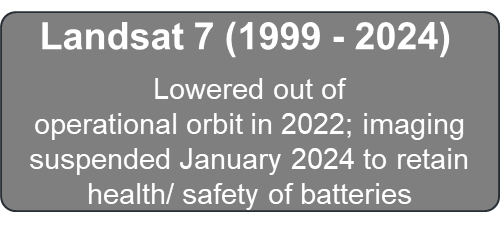 Landsat 7 (1999 - 2024)
Lowered out of
operational orbit in 2022; imaging
suspended January 2024 to retain
health/ safety of batteries